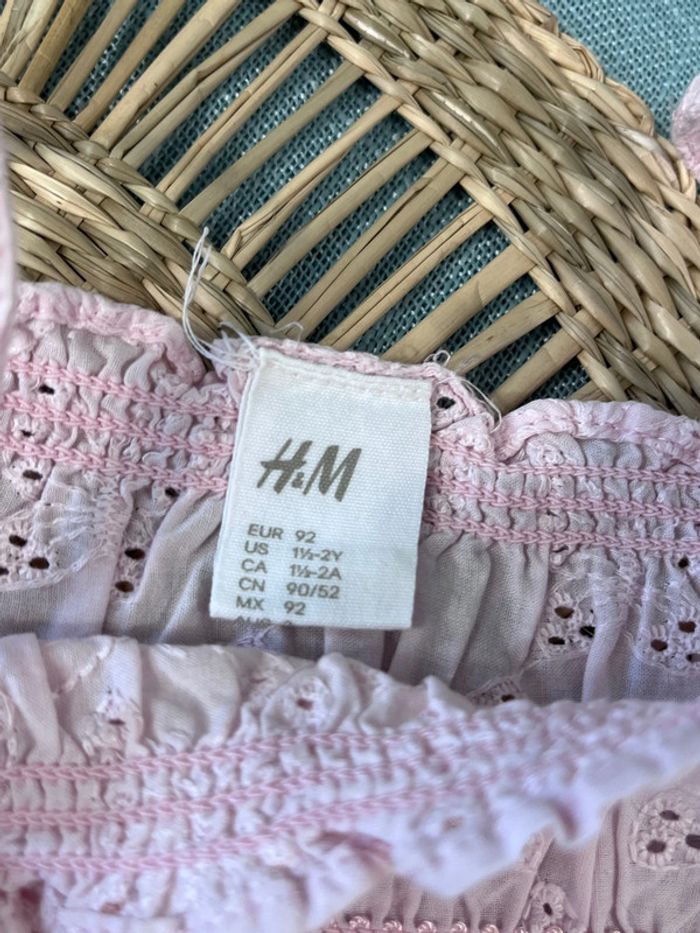 H&M
EUR 92
US 1½-2Y
CA 1½-2A
CN 90/52
MX 92